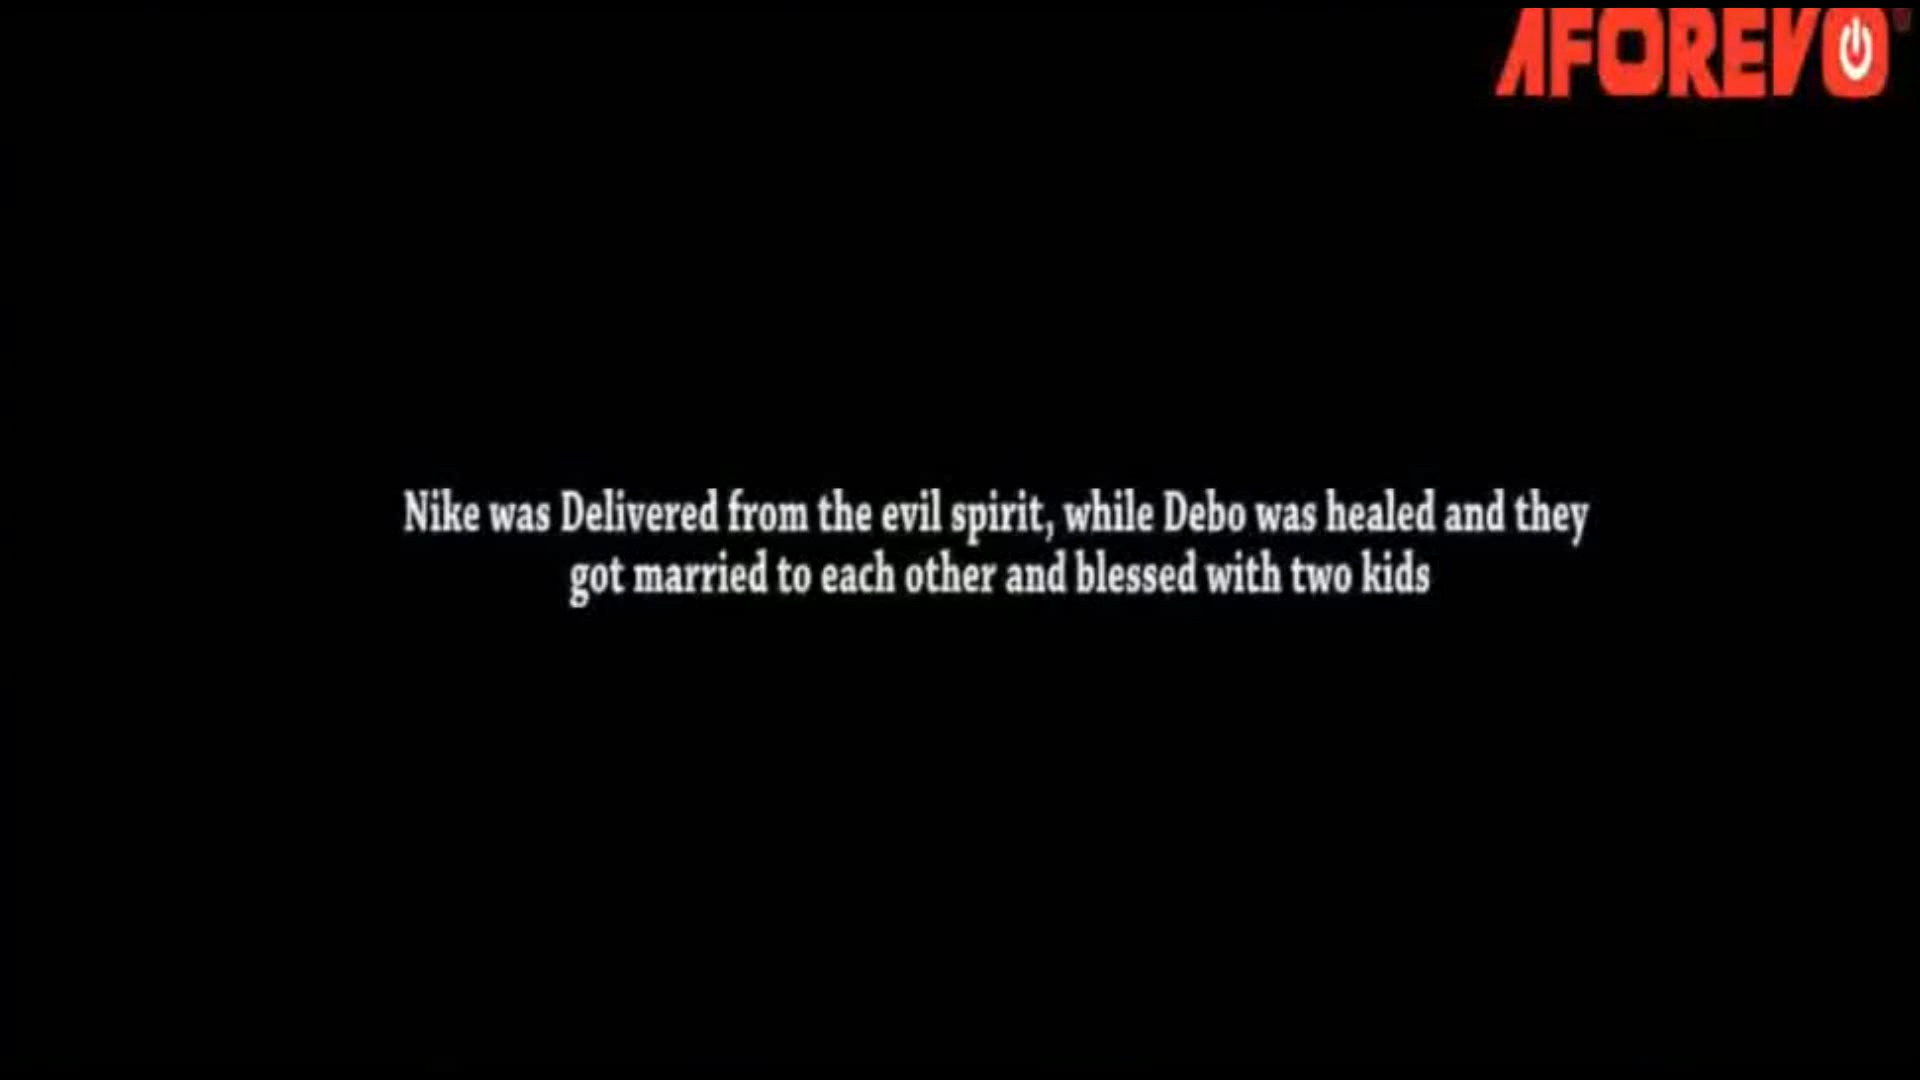 AFOREVO
Nike was Delivered from the evil spirit, while Debo was healed and they
got married to each other and blessed with two kids